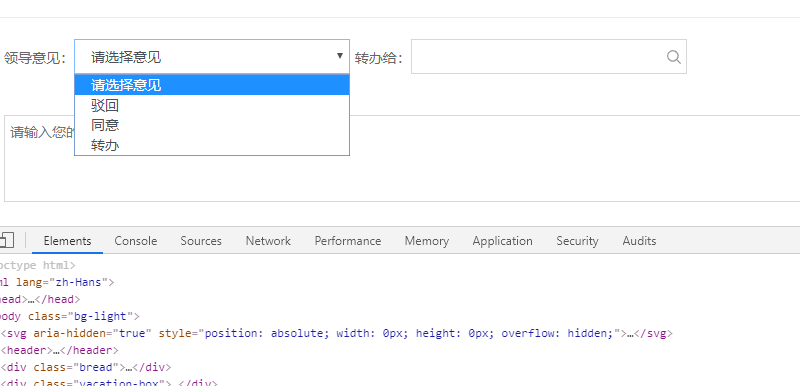 领导意见: 请选择意见 转办给:
请选择意见
驳回
同意
转办
请输入您的
Elements Console Sources Network Performance Memory Application Security Audits
octype html>
ml lang="zh-Hans">
head>…</head>
ody class="bg-light">
<svg aria-hidden="true" style="position: absolute; width: 0px; height: 0px; overflow: hidden;">…</svg>
<header>…</header>
<div class="bread">…</div>
<div class="vacation-box"> </div>